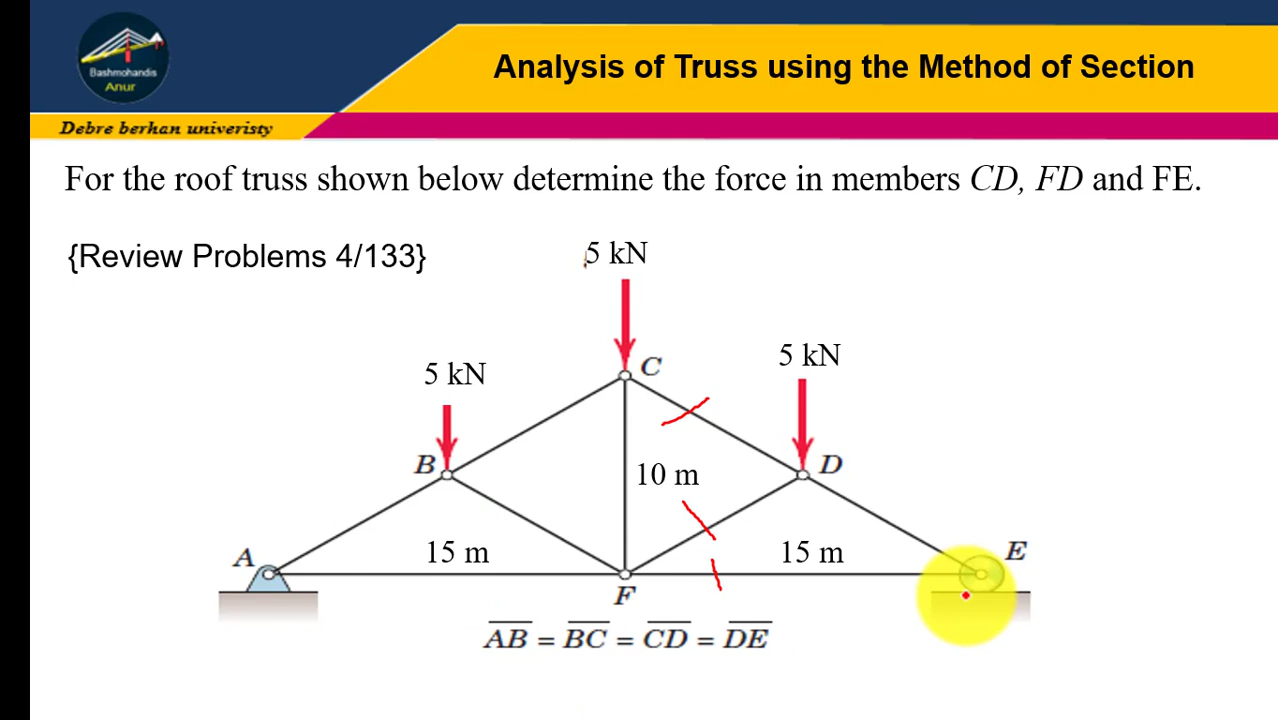 Bashmohandis
Anur
Analysis of Truss using the Method of Section
Debre berhan univeristy
For the roof truss shown below determine the force in members CD, FD and FE.
{Review Problems 4/133}
5 kN
5 kN
5 kN
C
B
D
10 m
A
15 m
15 m
E
F
AB = BC = CD = DE